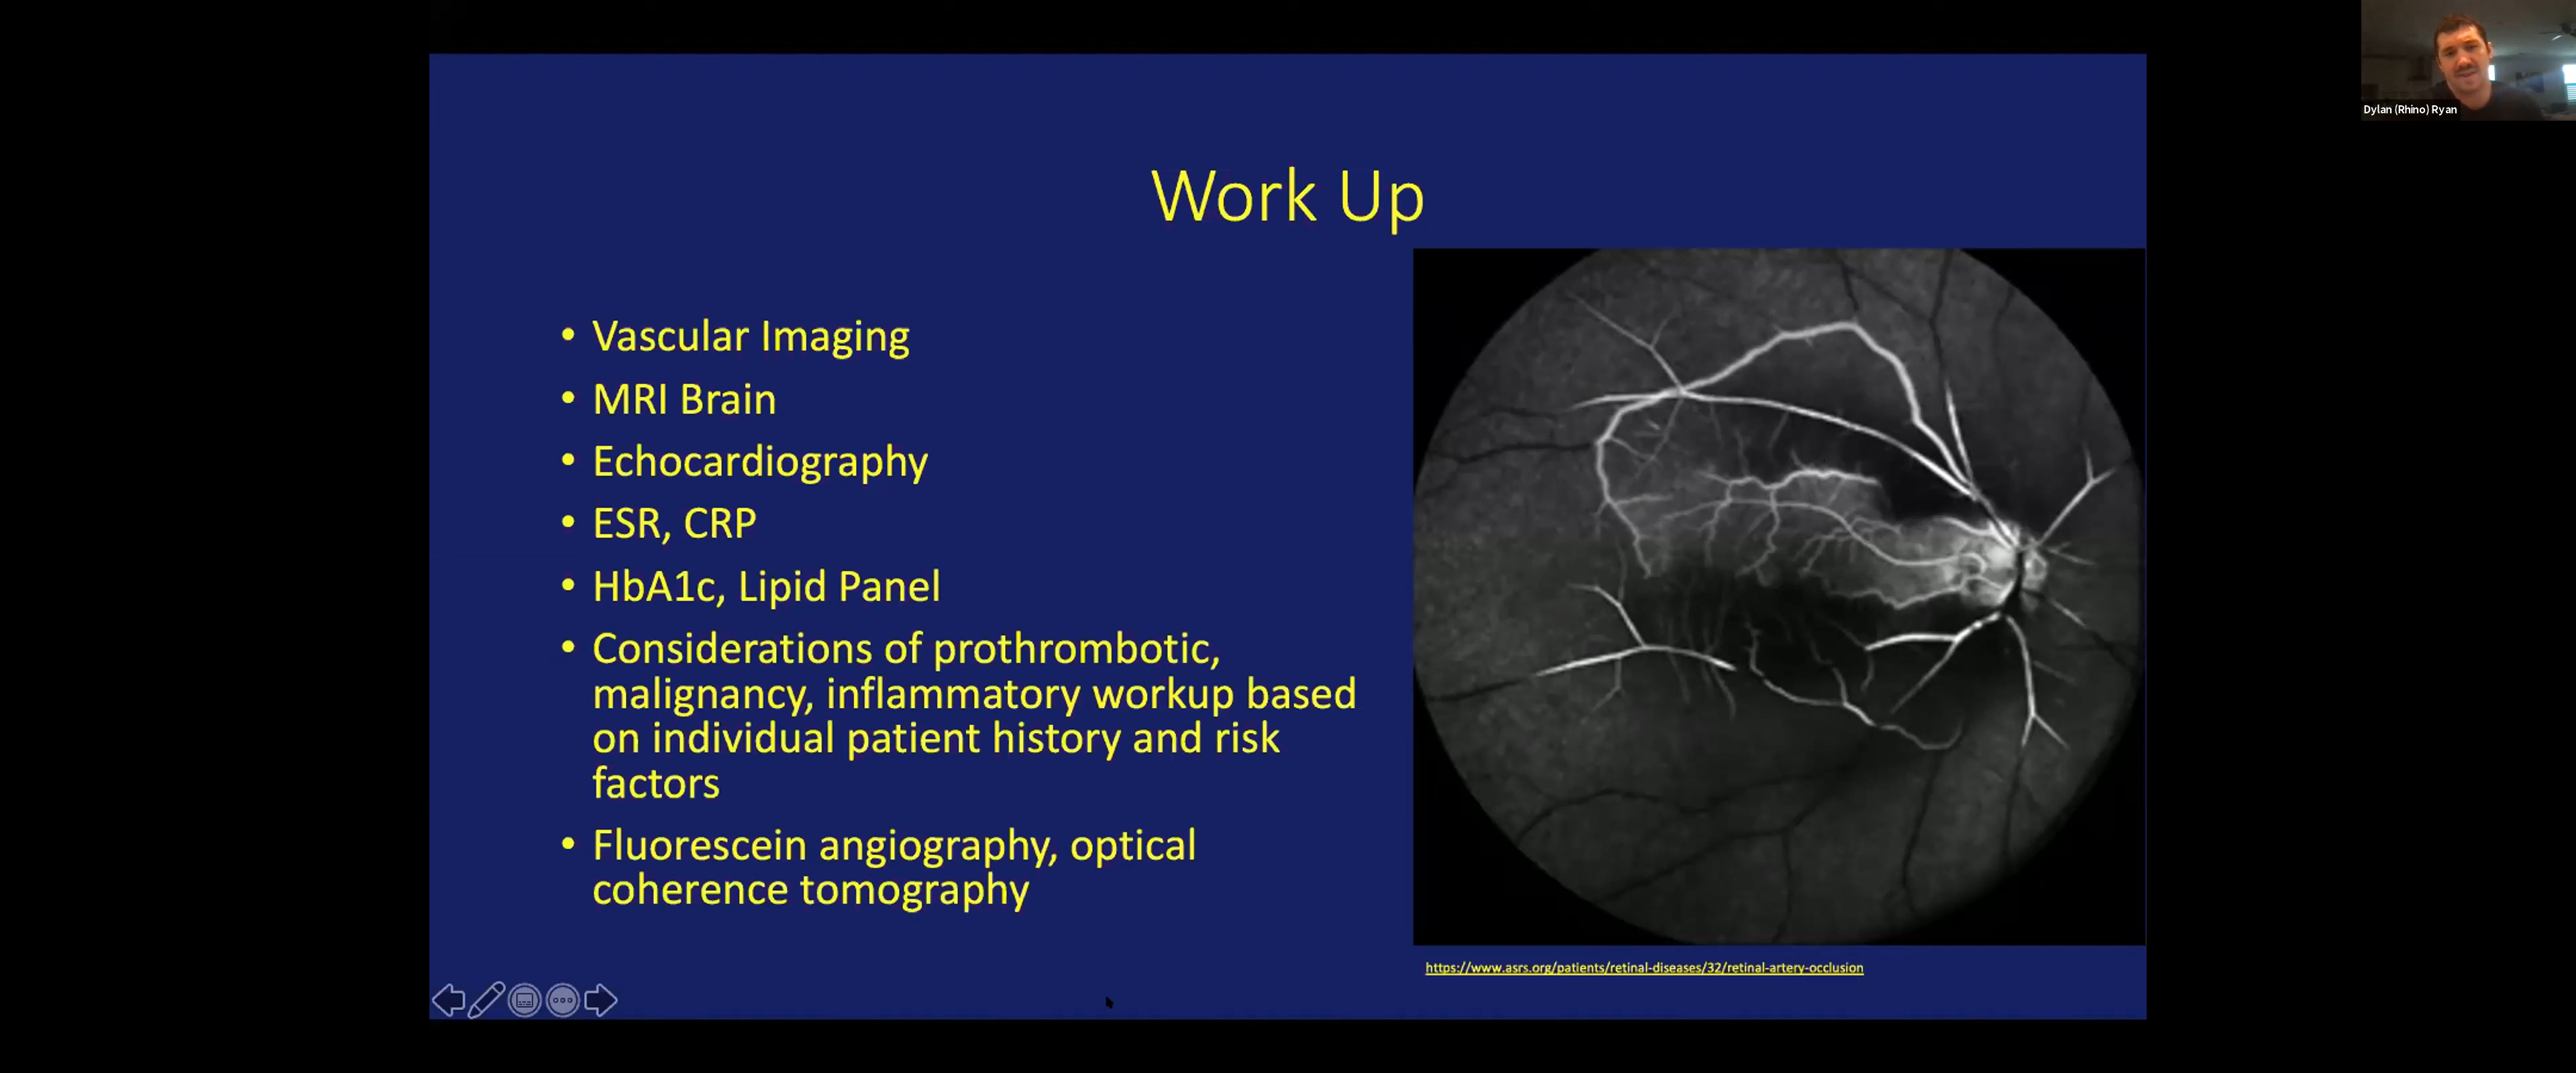 Dylan (Rhino) Ryan
Work Up
• Vascular Imaging
• MRI Brain
• Echocardiography
• ESR, CRP
• HbA1c, Lipid Panel
• Considerations of prothrombotic,
malignancy, inflammatory workup based
on individual patient history and risk
factors
• Fluorescein angiography, optical
coherence tomography
https://www.asrs.org/patients/retinal-diseases/32/retinal-artery-occlusion